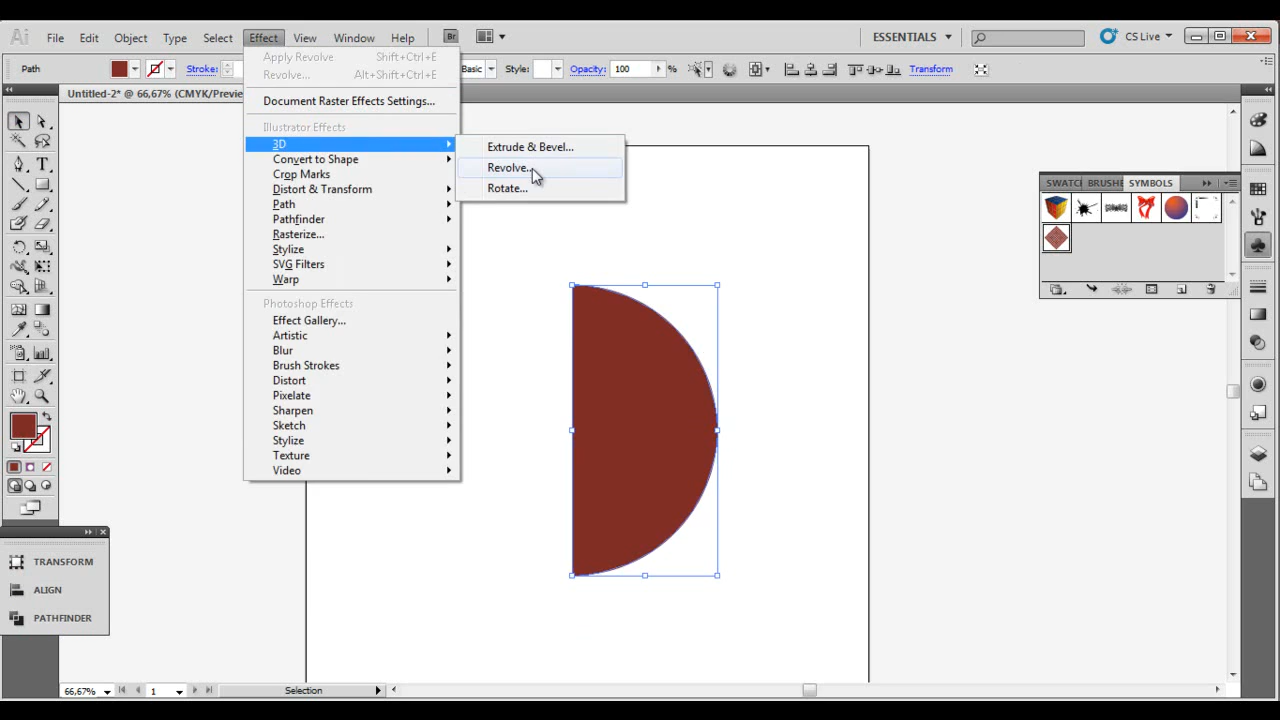 Ai File Edit Object Type Select Effect View Window Help Br ESSENTIALS CS Live
Path Stroke: Basic Style: Opacity: 100 % Transform
Untitled-2* @ 66,67% (CMYK/Previe
Apply Revolve Shift+Ctrl+E
Revolve... Alt+Shift+Ctrl+E
Document Raster Effects Settings...
Illustrator Effects
3D
Convert to Shape
Crop Marks
Distort & Transform
Path
Pathfinder
Rasterize...
Stylize
SVG Filters
Warp
Photoshop Effects
Effect Gallery...
Artistic
Blur
Brush Strokes
Distort
Pixelate
Sharpen
Sketch
Stylize
Texture
Video
Extrude & Bevel...
Revolve...
Rotate...
SWATCH BRUSHE SYMBOLS
TRANSFORM
ALIGN
PATHFINDER
66,67% 1 Selection